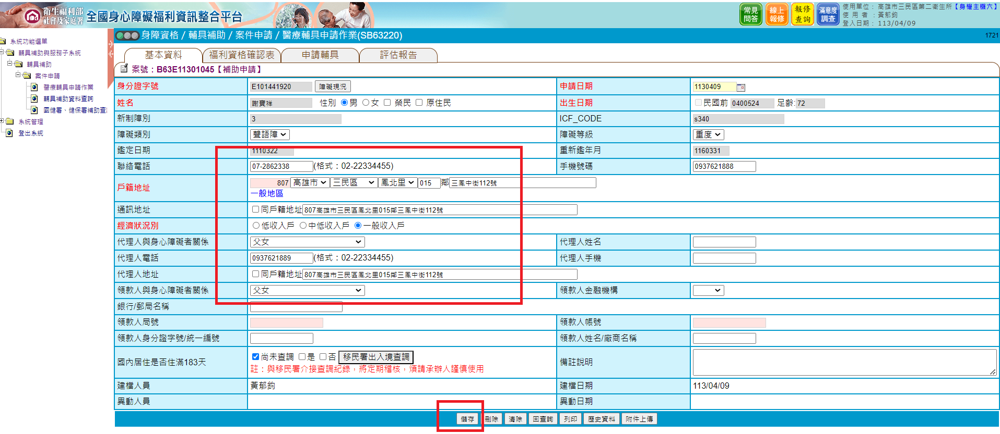 衛生福利部
社會及家庭署
全國身心障礙福利資訊整合平台
常見
問答
線上
報修
報修
查詢
滿意度
調查
使用單位： 高雄市三民區第二衛生所【身權主機六】
使 用 者 ：黃郁鈞
登入日期： 113/04/09
系統功能選單
輔具補助與服務子系統
輔具補助
案件申請
醫療輔具申請作業
輔具補助資料查詢
國健署、健保署補助查
系統管理
登出系統
身障資格 / 輔具補助 / 案件申請 / 醫療輔具申請作業(SB63220)
1721
基本資料
福利資格確認表
申請輔具
評估報告
案號：B63E11301045【補助申請】
身分證字號 E101441920 障礙現況 申請日期 1130409
姓名 謝寶祥 性別 男 女 榮民 原住民 出生日期 民國前 0400524 足齡:72
新制障別 3 ICF_CODE s340
障礙類別 聲語障 障礙等級 重度
鑑定日期 1110322 重新鑑年月 1160331
聯絡電話 07-2862338 (格式：02-22334455) 手機號碼 0937621888
戶籍地址 807 高雄市 三民區 鳳北里 015 鄰 三鳳中街112號
一般地區
通訊地址 同戶籍地址 807高雄市三民區鳳北里015鄰三鳳中街112號
經濟狀況別 低收入戶 中低收入戶 一般收入戶
代理人與身心障礙者關係 父女 代理人姓名
代理人電話 0937621889 (格式：02-22334455) 代理人手機
代理人地址 同戶籍地址 807高雄市三民區鳳北里015鄰三鳳中街112號
領款人與身心障礙者關係 父女 領款人金融機構
銀行/郵局名稱
領款人局號 領款人帳號
領款人身分證字號/統一編號 領款人姓名/廠商名稱
國內居住是否住滿183天 尚未查調 是 否 移民署出入境查調 備註說明
註：與移民署介接查調紀錄，將定期稽核，煩請承辦人謹慎使用
建檔人員 黃郁鈞 建檔日期 113/04/09
異動人員 異動日期
儲存 刪除 清除 回查詢 列印 歷史資料 附件上傳